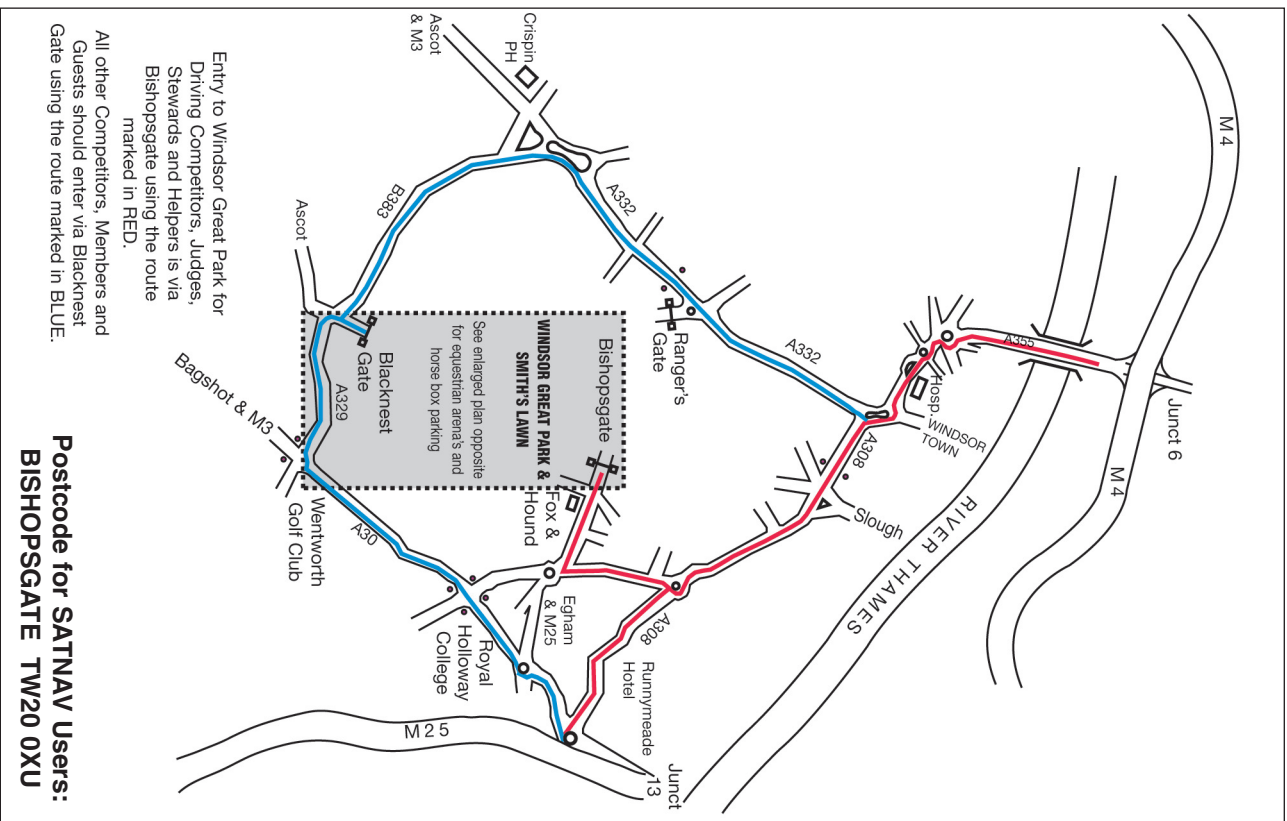 M4
Junct 6
M4
A355
RIVER THAMES
Hosp.
WINDSOR
TOWN
A308
Slough
A332
Ranger's
Gate
A332
Crispin
PH
Ascot
& M3
B383
Ascot
Bishopsgate
WINDSOR GREAT PARK &
SMITH'S LAWN
See enlarged plan opposite
for equestrian arena's and
horse box parking
Blacknest
Gate
A329
Bagshot & M3
Wentworth
Golf Club
A30
Fox &
Hound
Egham
& M25
Royal
Holloway
College
A308
Runnymeade
Hotel
M25
Junct
13
Entry to Windsor Great Park for
Driving Competitors, Judges,
Stewards and Helpers is via
Bishopsgate using the route
marked in RED.
All other Competitors, Members and
Guests should enter via Blacknest
Gate using the route marked in BLUE.
Postcode for SATNAV Users:
BISHOPSGATE TW20 0XU